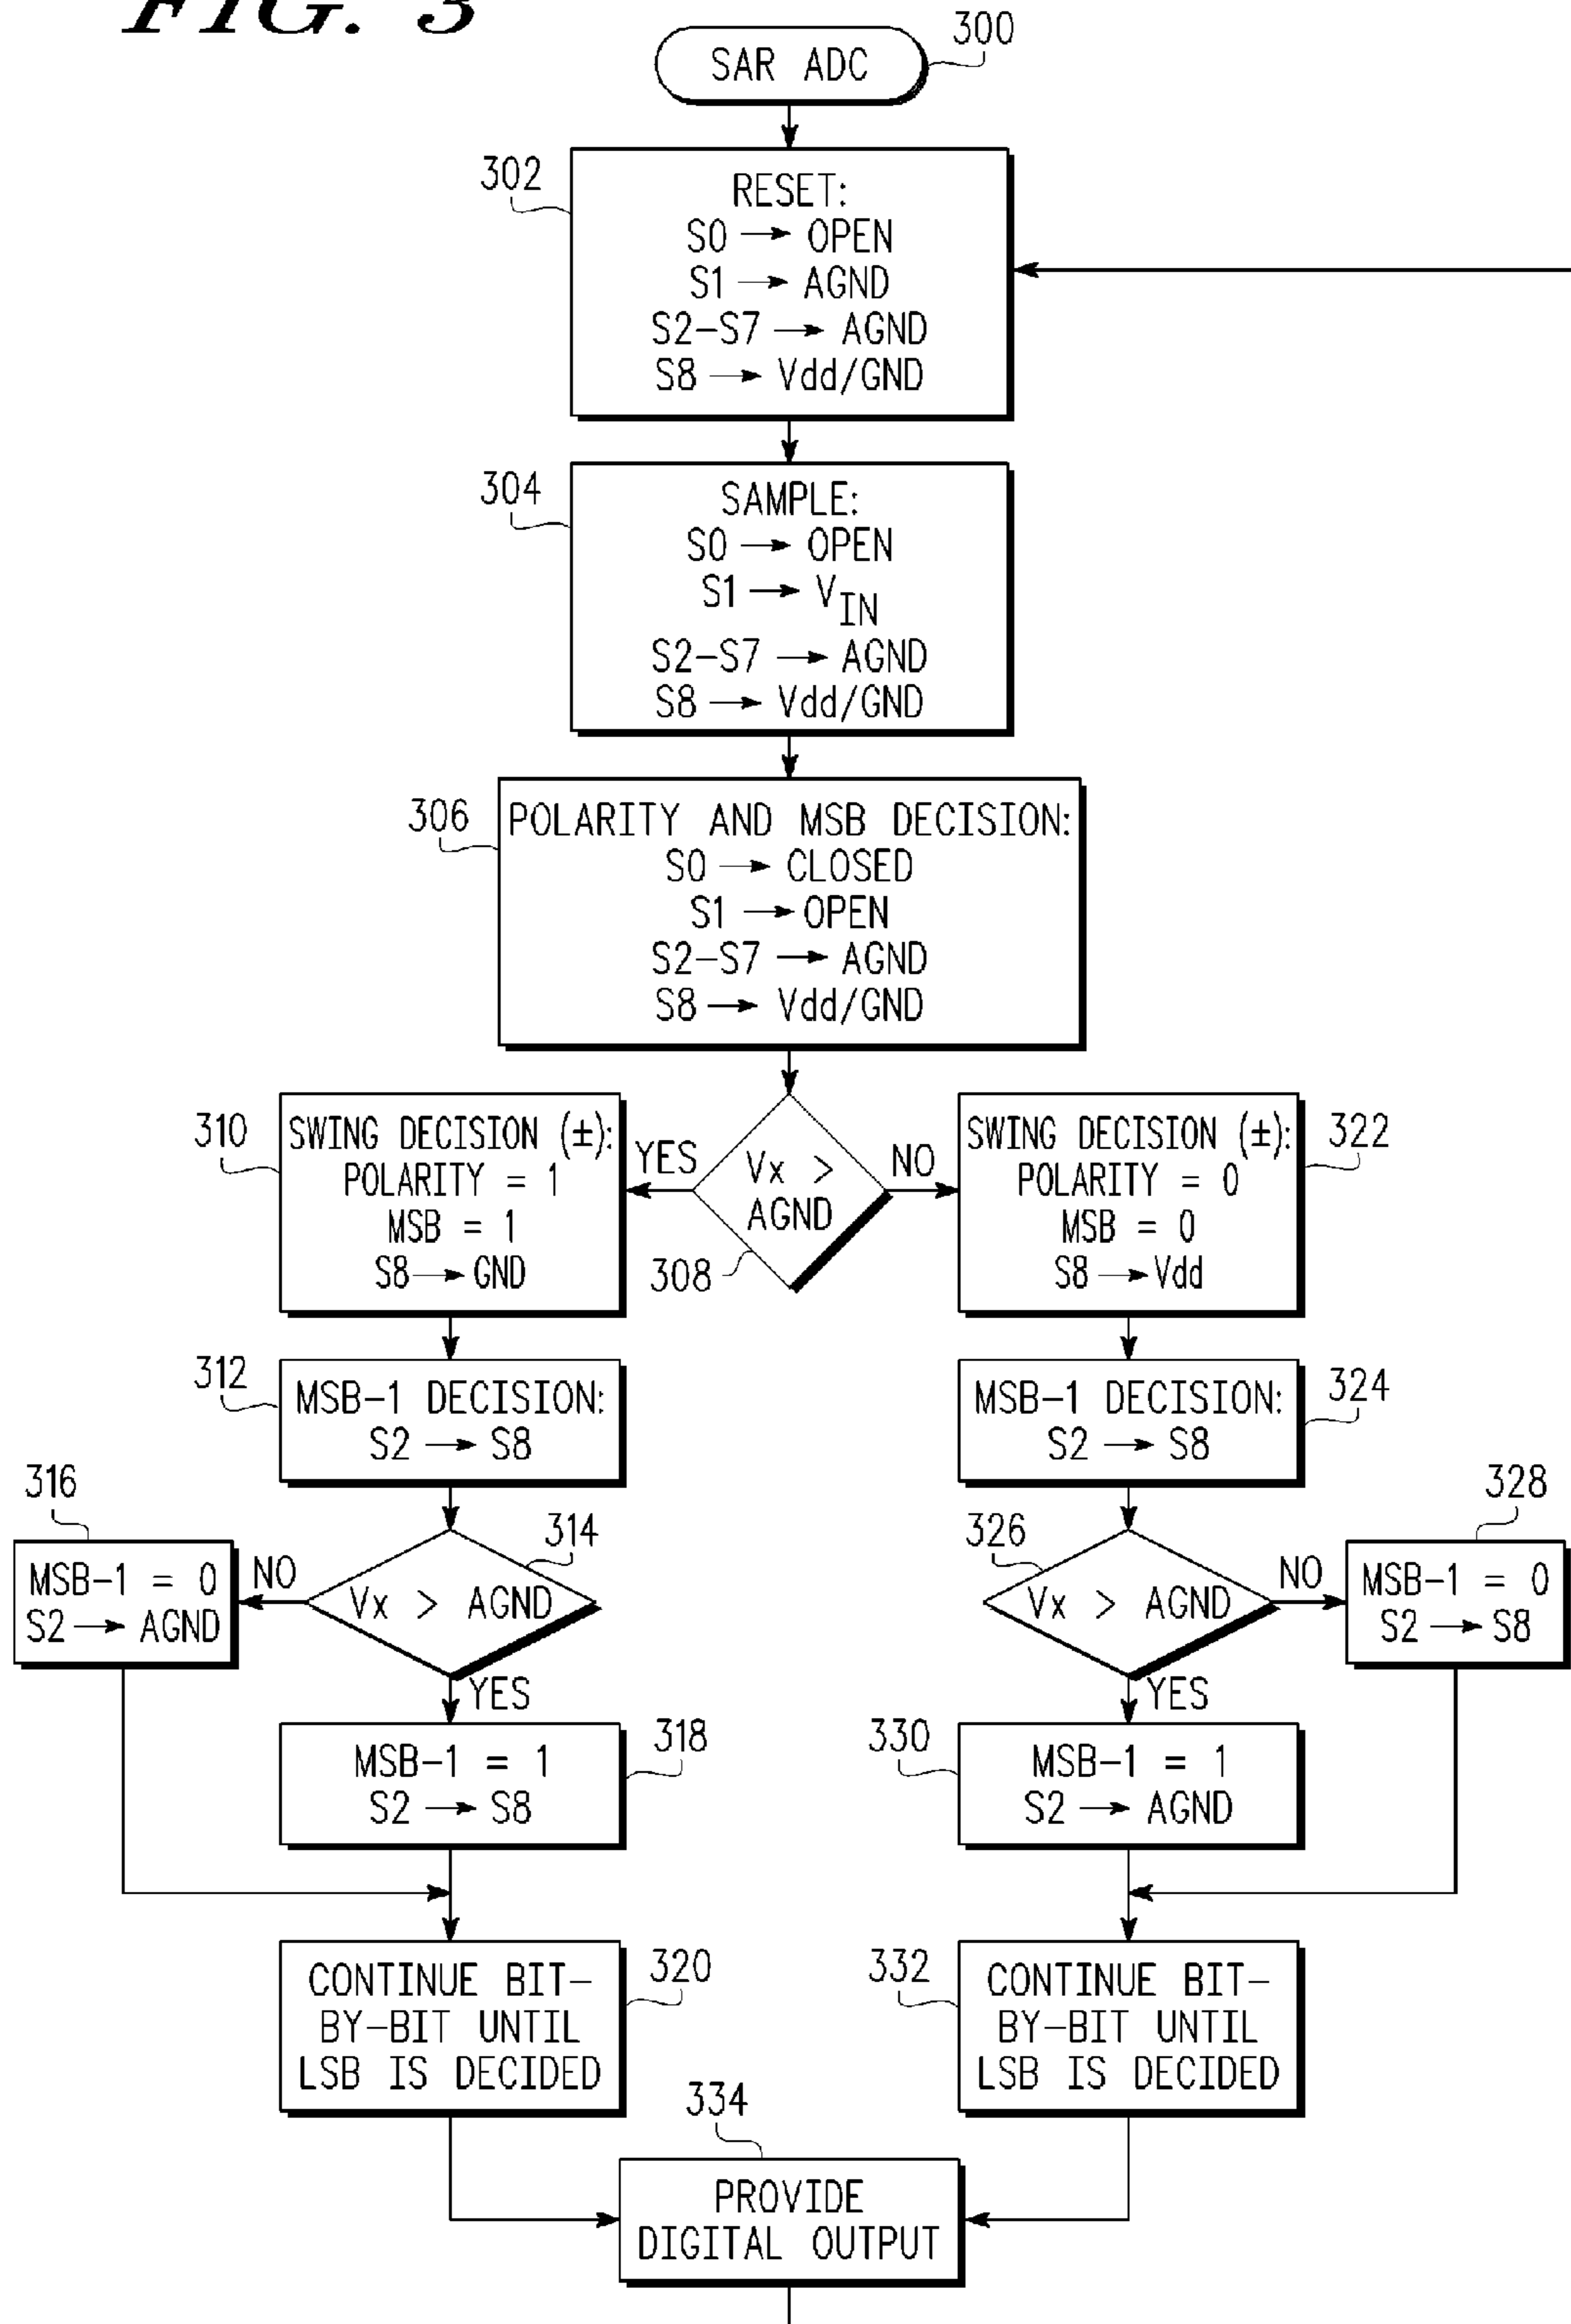 FIG. 3
SAR ADC
300
302
RESET:
S0 → OPEN
S1 → AGND
S2-S7 → AGND
S8 → Vdd/GND
304
SAMPLE:
S0 → OPEN
S1 → VIN
S2-S7 → AGND
S8 → Vdd/GND
306
POLARITY AND MSB DECISION:
S0 → CLOSED
S1 → OPEN
S2-S7 → AGND
S8 → Vdd/GND
310
SWING DECISION (±):
POLARITY = 1
MSB = 1
S8 → GND
YES
Vx >
AGND
308
NO
SWING DECISION (±):
POLARITY = 0
MSB = 0
S8 → Vdd
322
312
MSB-1 DECISION:
S2 → S8
MSB-1 DECISION:
S2 → S8
324
316
MSB-1 = 0
S2 → AGND
NO
314
Vx > AGND
YES
326
Vx > AGND
YES
NO
328
MSB-1 = 0
S2 → S8
MSB-1 = 1
S2 → S8
318
330
MSB-1 = 1
S2 → AGND
CONTINUE BIT-
BY-BIT UNTIL
LSB IS DECIDED
320
332
CONTINUE BIT-
BY-BIT UNTIL
LSB IS DECIDED
334
PROVIDE
DIGITAL OUTPUT